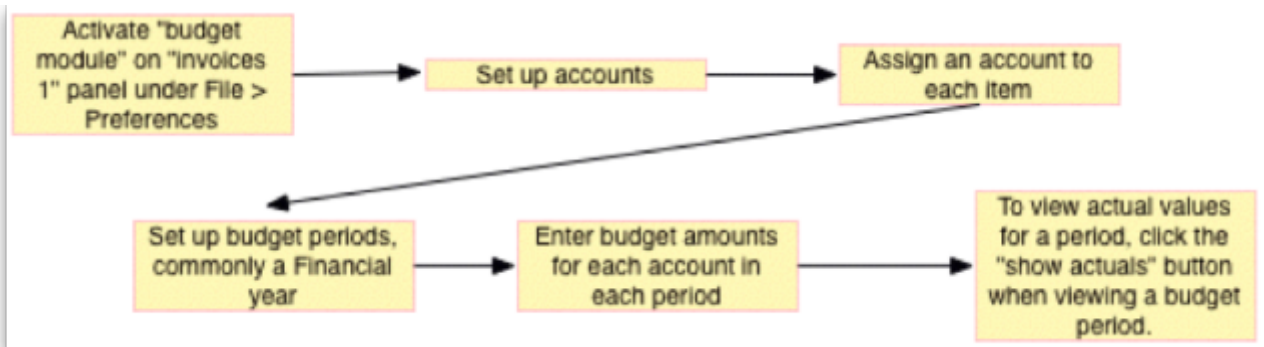 Activate "budget
module" on "invoices
1" panel under File >
Preferences
Set up accounts
Assign an account to
each item
Set up budget periods,
commonly a Financial
year
Enter budget amounts
for each account in
each period
To view actual values
for a period, click the
"show actuals" button
when viewing a budget
period.